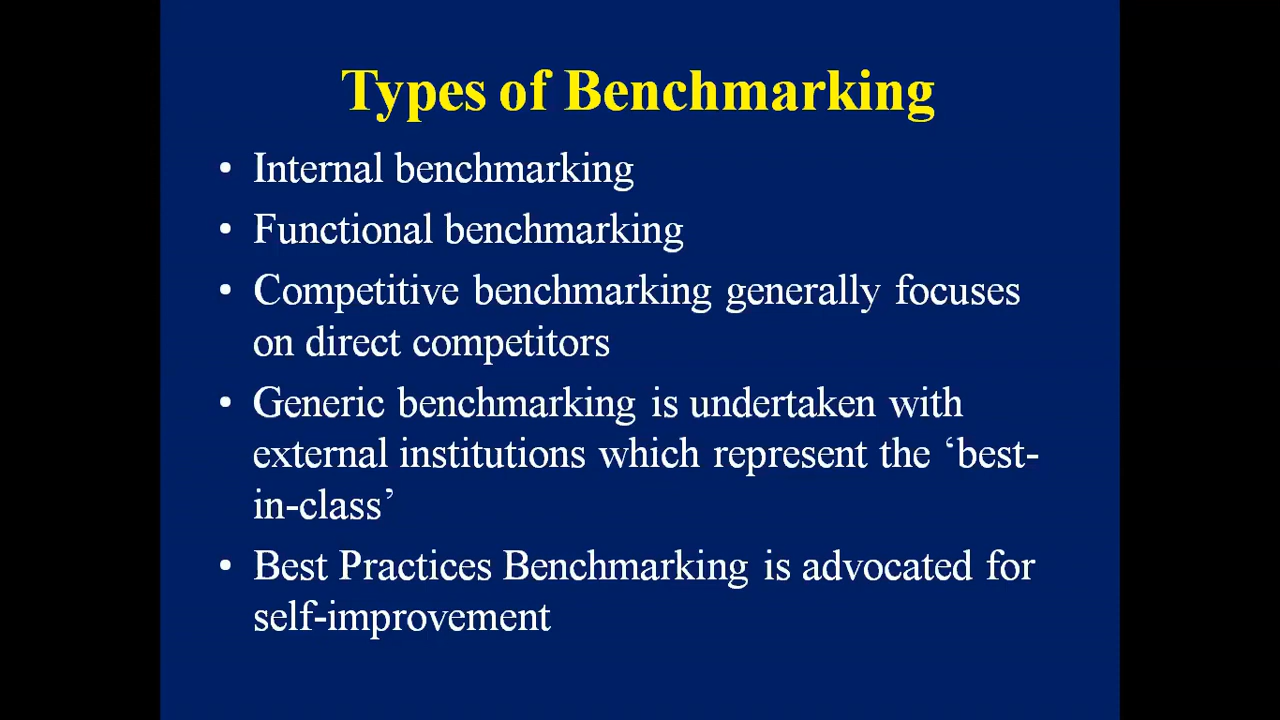 Types of Benchmarking
• Internal benchmarking
• Functional benchmarking
• Competitive benchmarking generally focuses
on direct competitors
• Generic benchmarking is undertaken with
external institutions which represent the ‘best-
in-class’
• Best Practices Benchmarking is advocated for
self-improvement